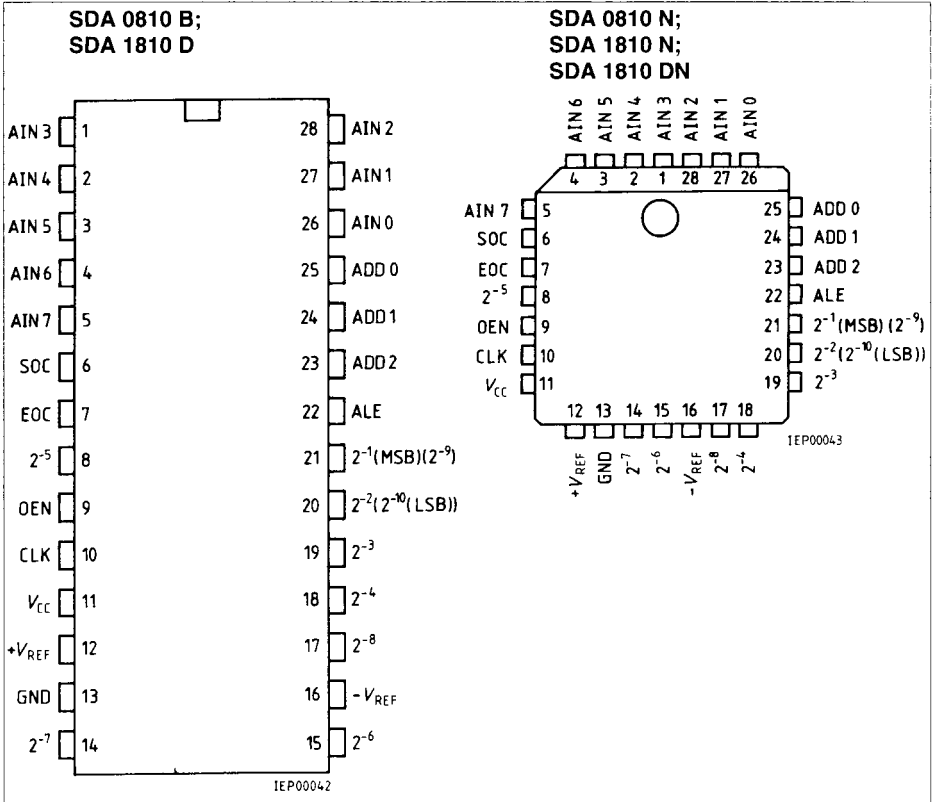 SDA 0810 B;
SDA 1810 D
AIN 3 1
AIN 4 2
AIN 5 3
AIN6 4
AIN 7 5
SOC 6
EOC 7
2⁻⁵ 8
OEN 9
CLK 10
V_CC 11
+V_REF 12
GND 13
2⁻⁷ 14
28 AIN 2
27 AIN 1
26 AIN 0
25 ADD 0
24 ADD 1
23 ADD 2
22 ALE
21 2⁻¹(MSB)(2⁻⁹)
20 2⁻²(2⁻¹⁰(LSB))
19 2⁻³
18 2⁻⁴
17 2⁻⁸
16 -V_REF
15 2⁻⁶
IEP00042
SDA 0810 N;
SDA 1810 N;
SDA 1810 DN
AIN 6 AIN 5 AIN 4 AIN 3 AIN 2 AIN 1 AIN 0
4 3 2 1 28 27 26
AIN 7 5
SOC 6
EOC 7
2⁻⁵ 8
OEN 9
CLK 10
V_CC 11
25 ADD 0
24 ADD 1
23 ADD 2
22 ALE
21 2⁻¹(MSB)(2⁻⁹)
20 2⁻²(2⁻¹⁰(LSB))
19 2⁻³
12 13 14 15 16 17 18
+V_REF GND 2⁻⁷ 2⁻⁶ -V_REF 2⁻⁸ 2⁻⁴
IEP00043